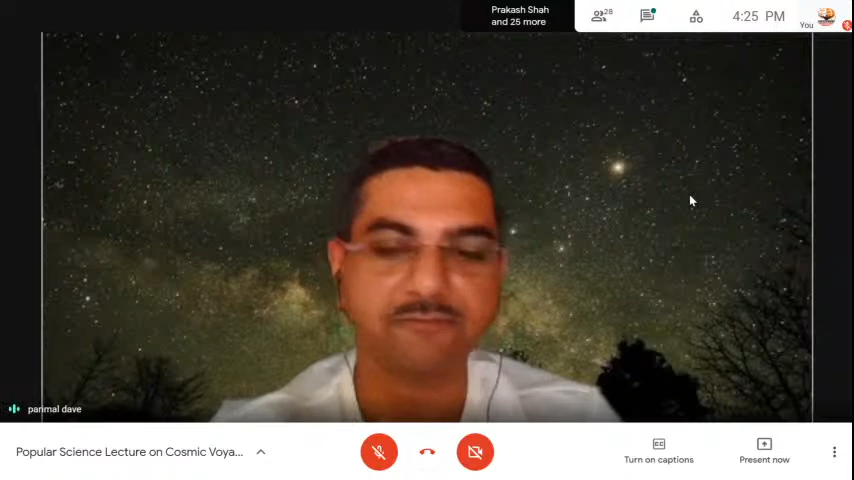 Prakash Shah
and 25 more
28
4:25 PM
You
parimal dave
Popular Science Lecture on Cosmic Voya...
CC
Turn on captions
Present now